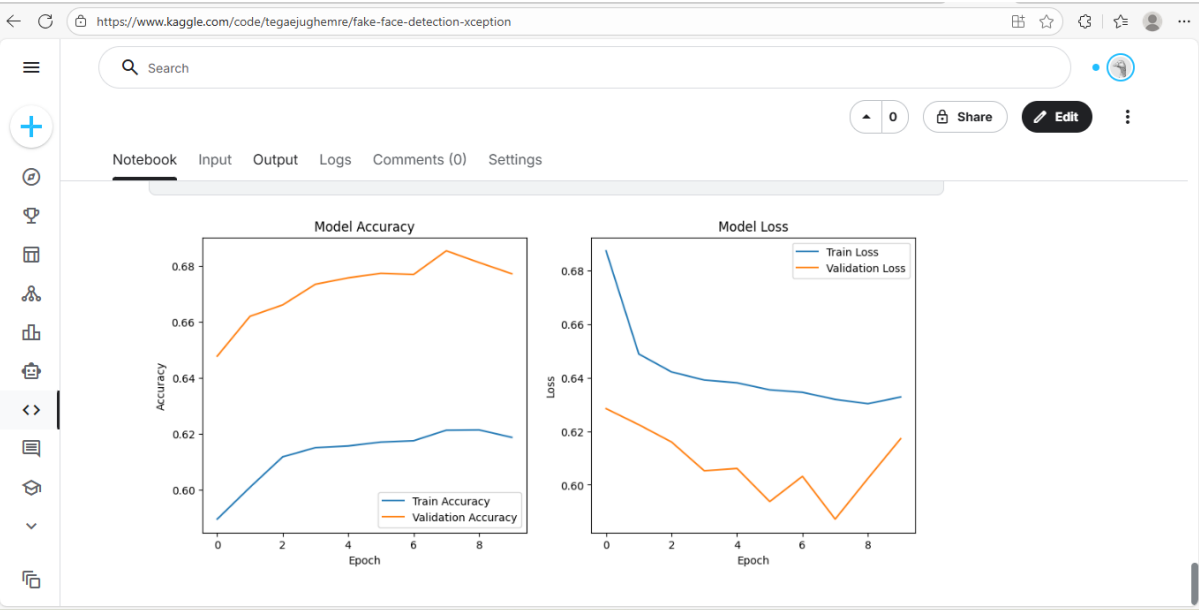 https://www.kaggle.com/code/tegaejughemre/fake-face-detection-xception
Search
0
Share
Edit
Notebook
Input
Output
Logs
Comments (0)
Settings
Model Accuracy
0.68
0.66
0.64
0.62
0.60
Accuracy
Train Accuracy
Validation Accuracy
0 2 4 6 8
Epoch
Model Loss
Train Loss
Validation Loss
0.68
0.66
0.64
0.62
0.60
Loss
0 2 4 6 8
Epoch